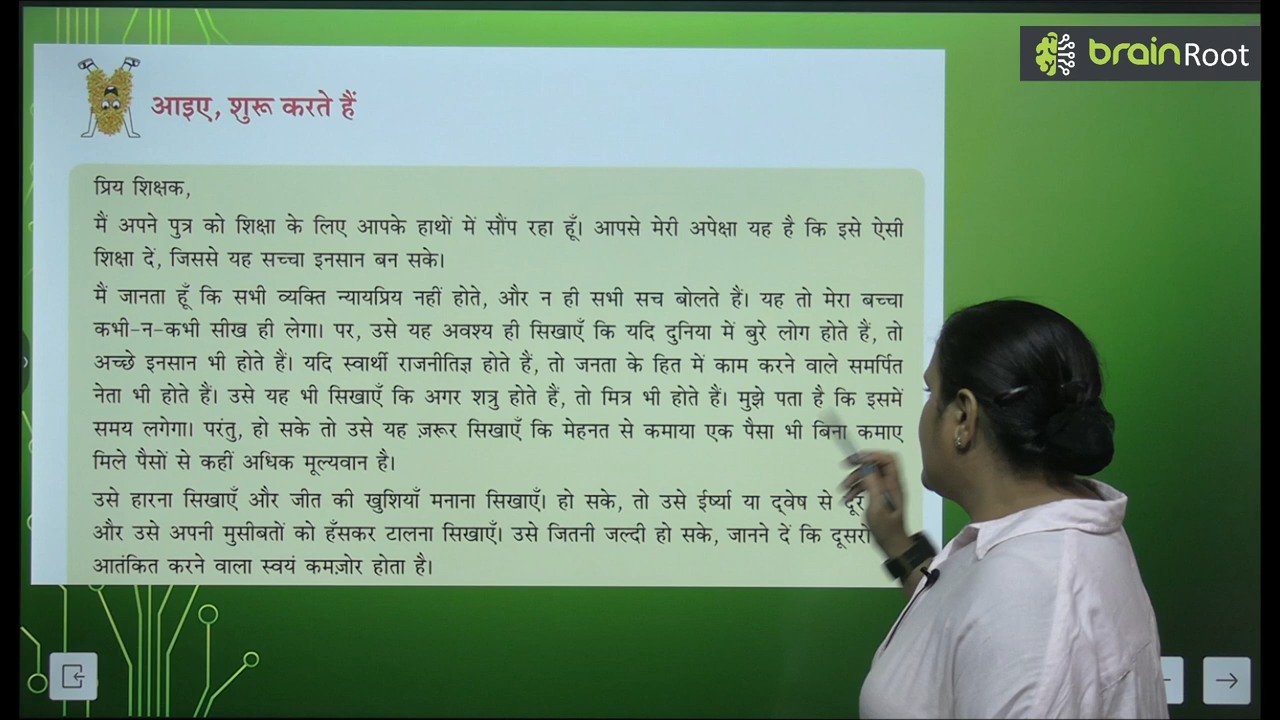 brainRoot
आइए, शुरू करते हैं
प्रिय शिक्षक,
मैं अपने पुत्र को शिक्षा के लिए आपके हाथों में सौंप रहा हूँ। आपसे मेरी अपेक्षा यह है कि इसे ऐसी
शिक्षा दें, जिससे यह सच्चा इनसान बन सके।
मैं जानता हूँ कि सभी व्यक्ति न्यायप्रिय नहीं होते, और न ही सभी सच बोलते हैं। यह तो मेरा बच्चा
कभी-न-कभी सीख ही लेगा। पर, उसे यह अवश्य ही सिखाएँ कि यदि दुनिया में बुरे लोग होते हैं, तो
अच्छे इनसान भी होते हैं। यदि स्वार्थी राजनीतिज्ञ होते हैं, तो जनता के हित में काम करने वाले समर्पित
नेता भी होते हैं। उसे यह भी सिखाएँ कि अगर शत्रु होते हैं, तो मित्र भी होते हैं। मुझे पता है कि इसमें
समय लगेगा। परंतु, हो सके तो उसे यह ज़रूर सिखाएँ कि मेहनत से कमाया एक पैसा भी बिना कमाए
मिले पैसों से कहीं अधिक मूल्यवान है।
उसे हारना सिखाएँ और जीत की खुशियाँ मनाना सिखाएँ। हो सके, तो उसे ईर्ष्या या द्वेष से दूर
और उसे अपनी मुसीबतों को हँसकर टालना सिखाएँ। उसे जितनी जल्दी हो सके, जानने दें कि
आतंकित करने वाला स्वयं कमज़ोर होता है।